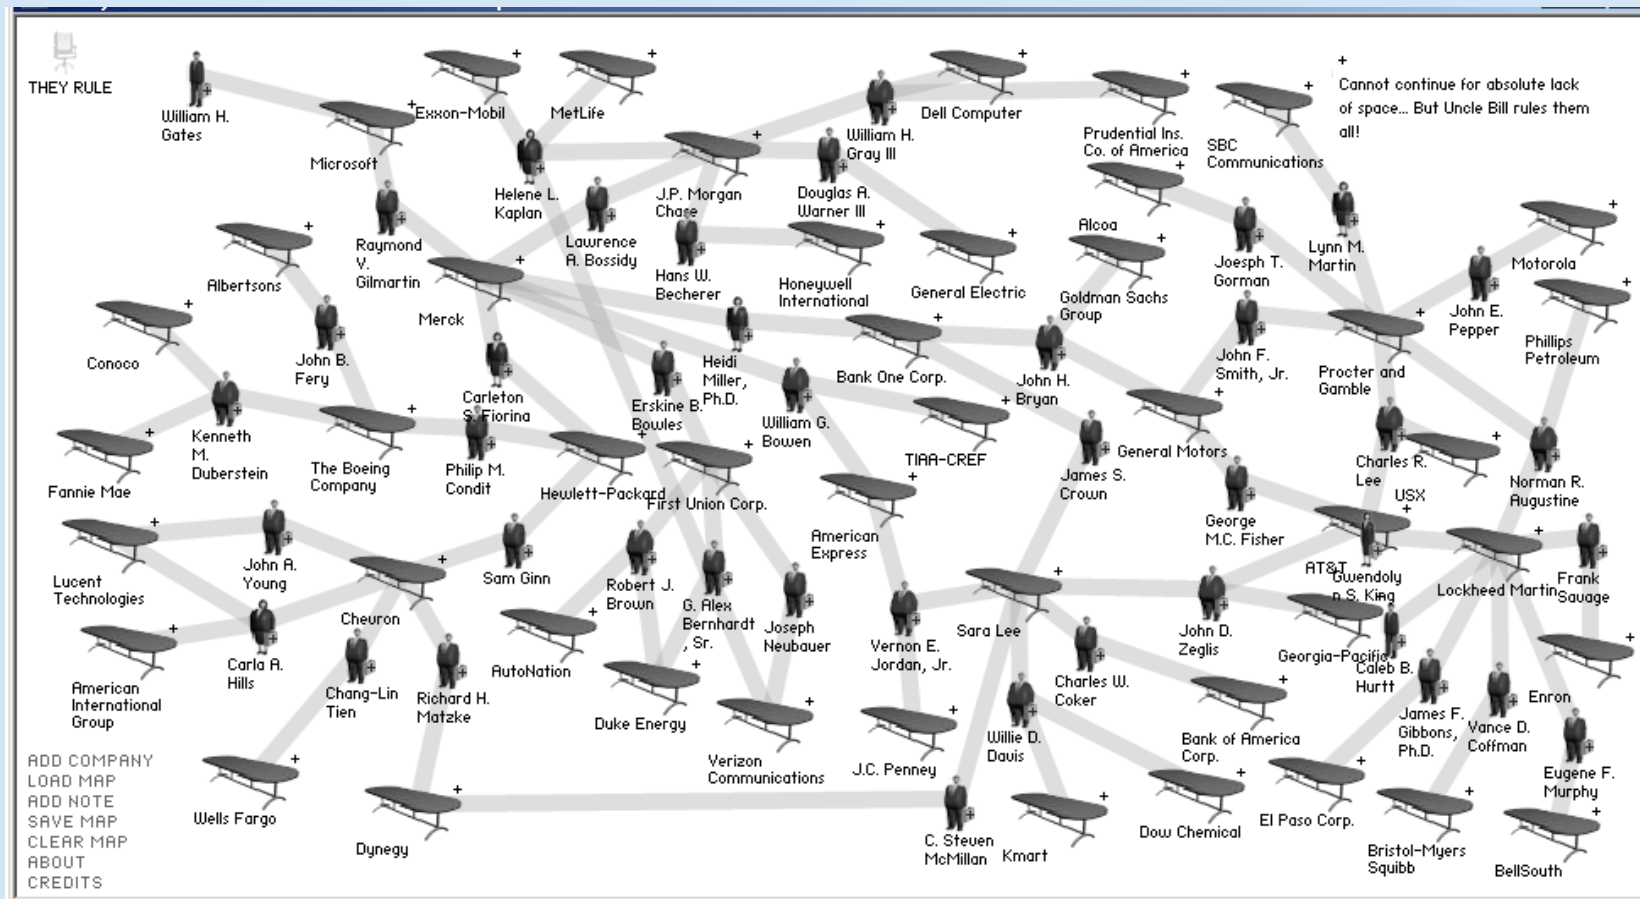 THEY RULE
William H.
Gates
Microsoft
Exxon-Mobil
MetLife
Helene L.
Kaplan
J.P. Morgan
Chase
William H.
Gray III
Dell Computer
Prudential Ins.
Co. of America
SBC
Communications
Cannot continue for absolute lack
of space... But Uncle Bill rules them
all!
Raymond
V.
Gilmartin
Lawrence
A. Bossidy
Douglas A.
Warner III
Hans W.
Becherer
Honeywell
International
General Electric
Alcoa
Goldman Sachs
Group
Joesph T.
Gorman
Lynn M.
Martin
Motorola
Albertsons
Merck
John E.
Pepper
Phillips
Petroleum
Conoco
John B.
Fery
Carleton
S. Fiorina
Erskine B.
Bowles
Heidi
Miller,
Ph.D.
William G.
Bowen
Bank One Corp.
John H.
Bryan
John F.
Smith, Jr.
Procter and
Gamble
Kenneth
M.
Duberstein
Fannie Mae
The Boeing
Company
Philip M.
Condit
Hewlett-Packard
First Union Corp.
TIAA-CREF
American
Express
James S.
Crown
General Motors
George
M.C. Fisher
Charles R.
Lee
USX
Norman R.
Augustine
Lucent
Technologies
John A.
Young
Chevron
Sam Ginn
Robert J.
Brown
G. Alex
Bernhardt
, Sr.
Joseph
Neubauer
Vernon E.
Jordan, Jr.
Sara Lee
John D.
Zeglis
AT&T
Gwendoly
n S. King
Lockheed Martin
Frank
Savage
American
International
Group
Carla A.
Hills
Chang-Lin
Tien
Richard H.
Matzke
AutoNation
Duke Energy
Verizon
Communications
J.C. Penney
Willie D.
Davis
Charles W.
Coker
Bank of America
Corp.
Georgia-Pacific
Caleb B.
Hurtt
James F.
Gibbons,
Ph.D.
Vance D.
Coffman
Enron
Eugene F.
Murphy
Wells Fargo
Dynegy
C. Steven
McMillan
Kmart
Dow Chemical
El Paso Corp.
Bristol-Myers
Squibb
BellSouth
ADD COMPANY
LOAD MAP
ADD NOTE
SAVE MAP
CLEAR MAP
ABOUT
CREDITS